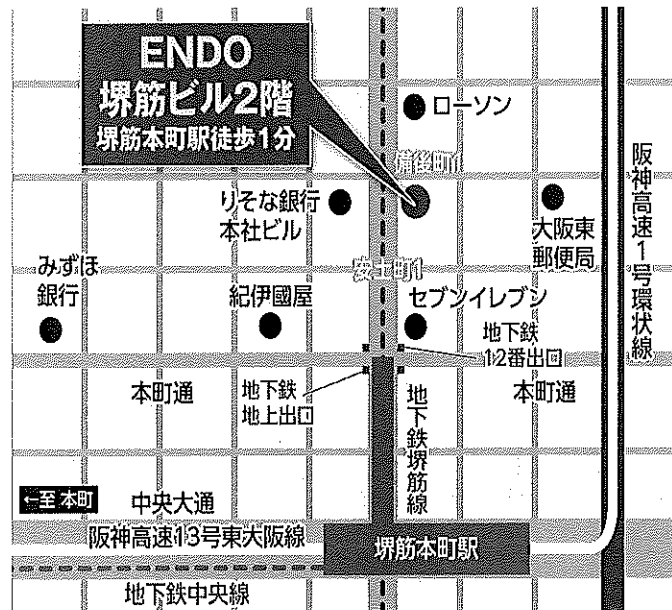 ENDO
堺筋ビル2階
堺筋本町駅徒歩1分
ローソン
備後町1
りそな銀行
本社ビル
大阪東
郵便局
阪神高速1号環状線
みずほ
銀行
紀伊國屋
安土町1
セブンイレブン
地下鉄
12番出口
本町通
地下鉄
地上出口
地下鉄堺筋線
本町通
←至 本町
中央大通
阪神高速13号東大阪線
堺筋本町駅
地下鉄中央線